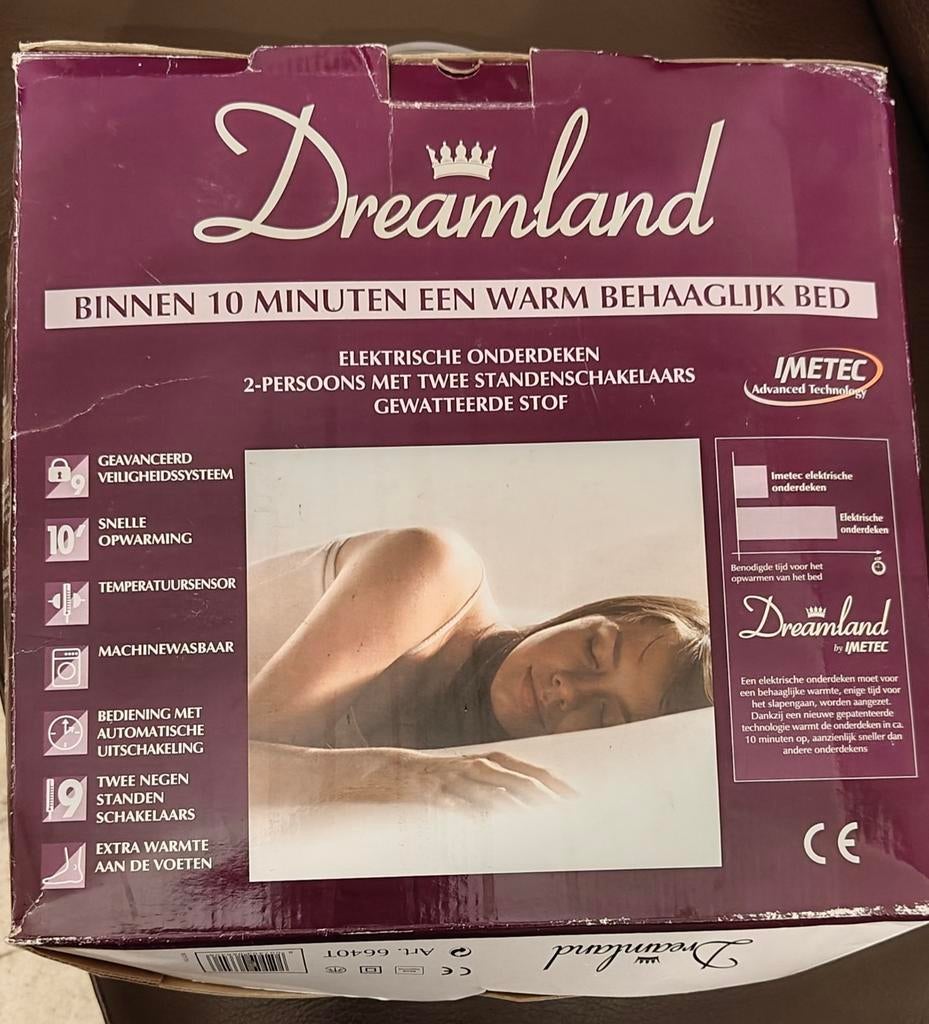 Dreamland
BINNEN 10 MINUTEN EEN WARM BEHAAGLIJK BED
ELEKTRISCHE ONDERDEKEN
2-PERSOONS MET TWEE STANDENSCHAKELAARS
GEWATTEERDE STOF
IMETEC
Advanced Technology
9
GEAVANCEERD
VEILIGHEIDSSYSTEEM
10'
SNELLE
OPWARMING
TEMPERATUURSENSOR
MACHINEWASBAAR
BEDIENING MET
AUTOMATISCHE
UITSCHAKELING
9
TWEE NEGEN
STANDEN
SCHAKELAARS
EXTRA WARMTE
AAN DE VOETEN
Imetec elektrische
onderdeken
Elektrische
onderdeken
Benodigde tijd voor het
opwarmen van het bed
Dreamland
by IMETEC
Een elektrische onderdeken moet voor
een behaaglijke warmte, enige tijd voor
het slapengaan, worden aangezet.
Dankzij een nieuwe gepatenteerde
technologie warmt de onderdeken in ca.
10 minuten op, aanzienlijk sneller dan
andere onderdekens
CE
Dreamland
Art. 6640T
CE